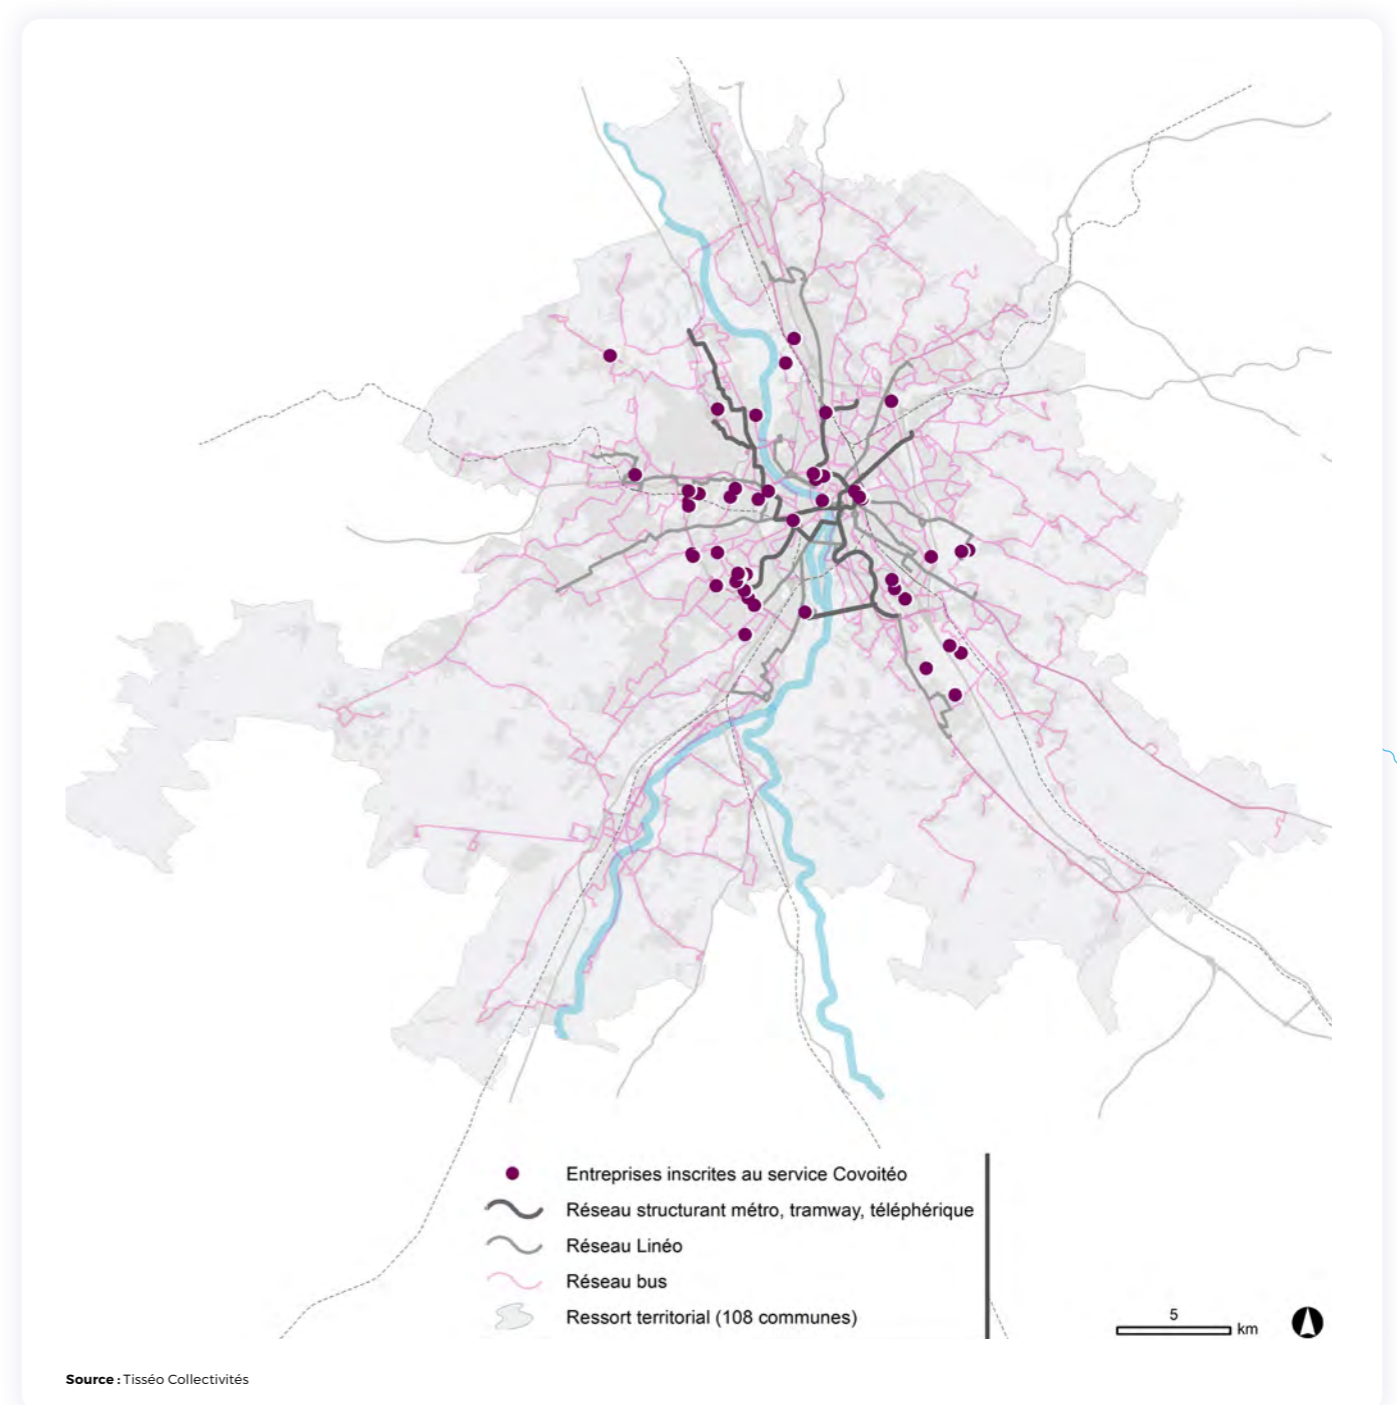 Entreprises inscrites au service Covoitéo
Réseau structurant métro, tramway, téléphérique
Réseau Linéo
Réseau bus
Ressort territorial (108 communes)
5
km
Source : Tisséo Collectivités